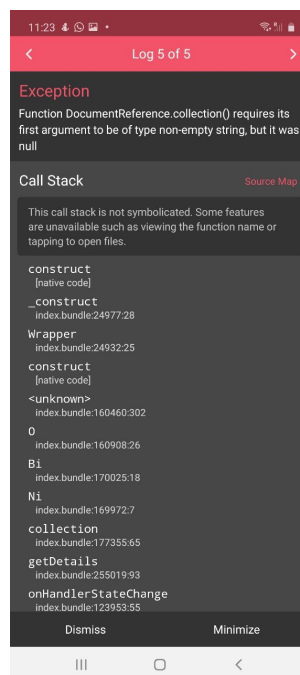 11:23
Log 5 of 5
Exception
Function DocumentReference.collection() requires its
first argument to be of type non-empty string, but it was
null
Call Stack
Source Map
This call stack is not symbolicated. Some features
are unavailable such as viewing the function name or
tapping to open files.
construct
[native code]
_construct
index.bundle:24977:28
Wrapper
index.bundle:24932:25
construct
[native code]
<unknown>
index.bundle:160460:302
O
index.bundle:160908:26
Bi
index.bundle:170025:18
Ni
index.bundle:169972:7
collection
index.bundle:177355:65
getDetails
index.bundle:255019:93
onHandlerStateChange
index.bundle:123953:55
Dismiss
Minimize